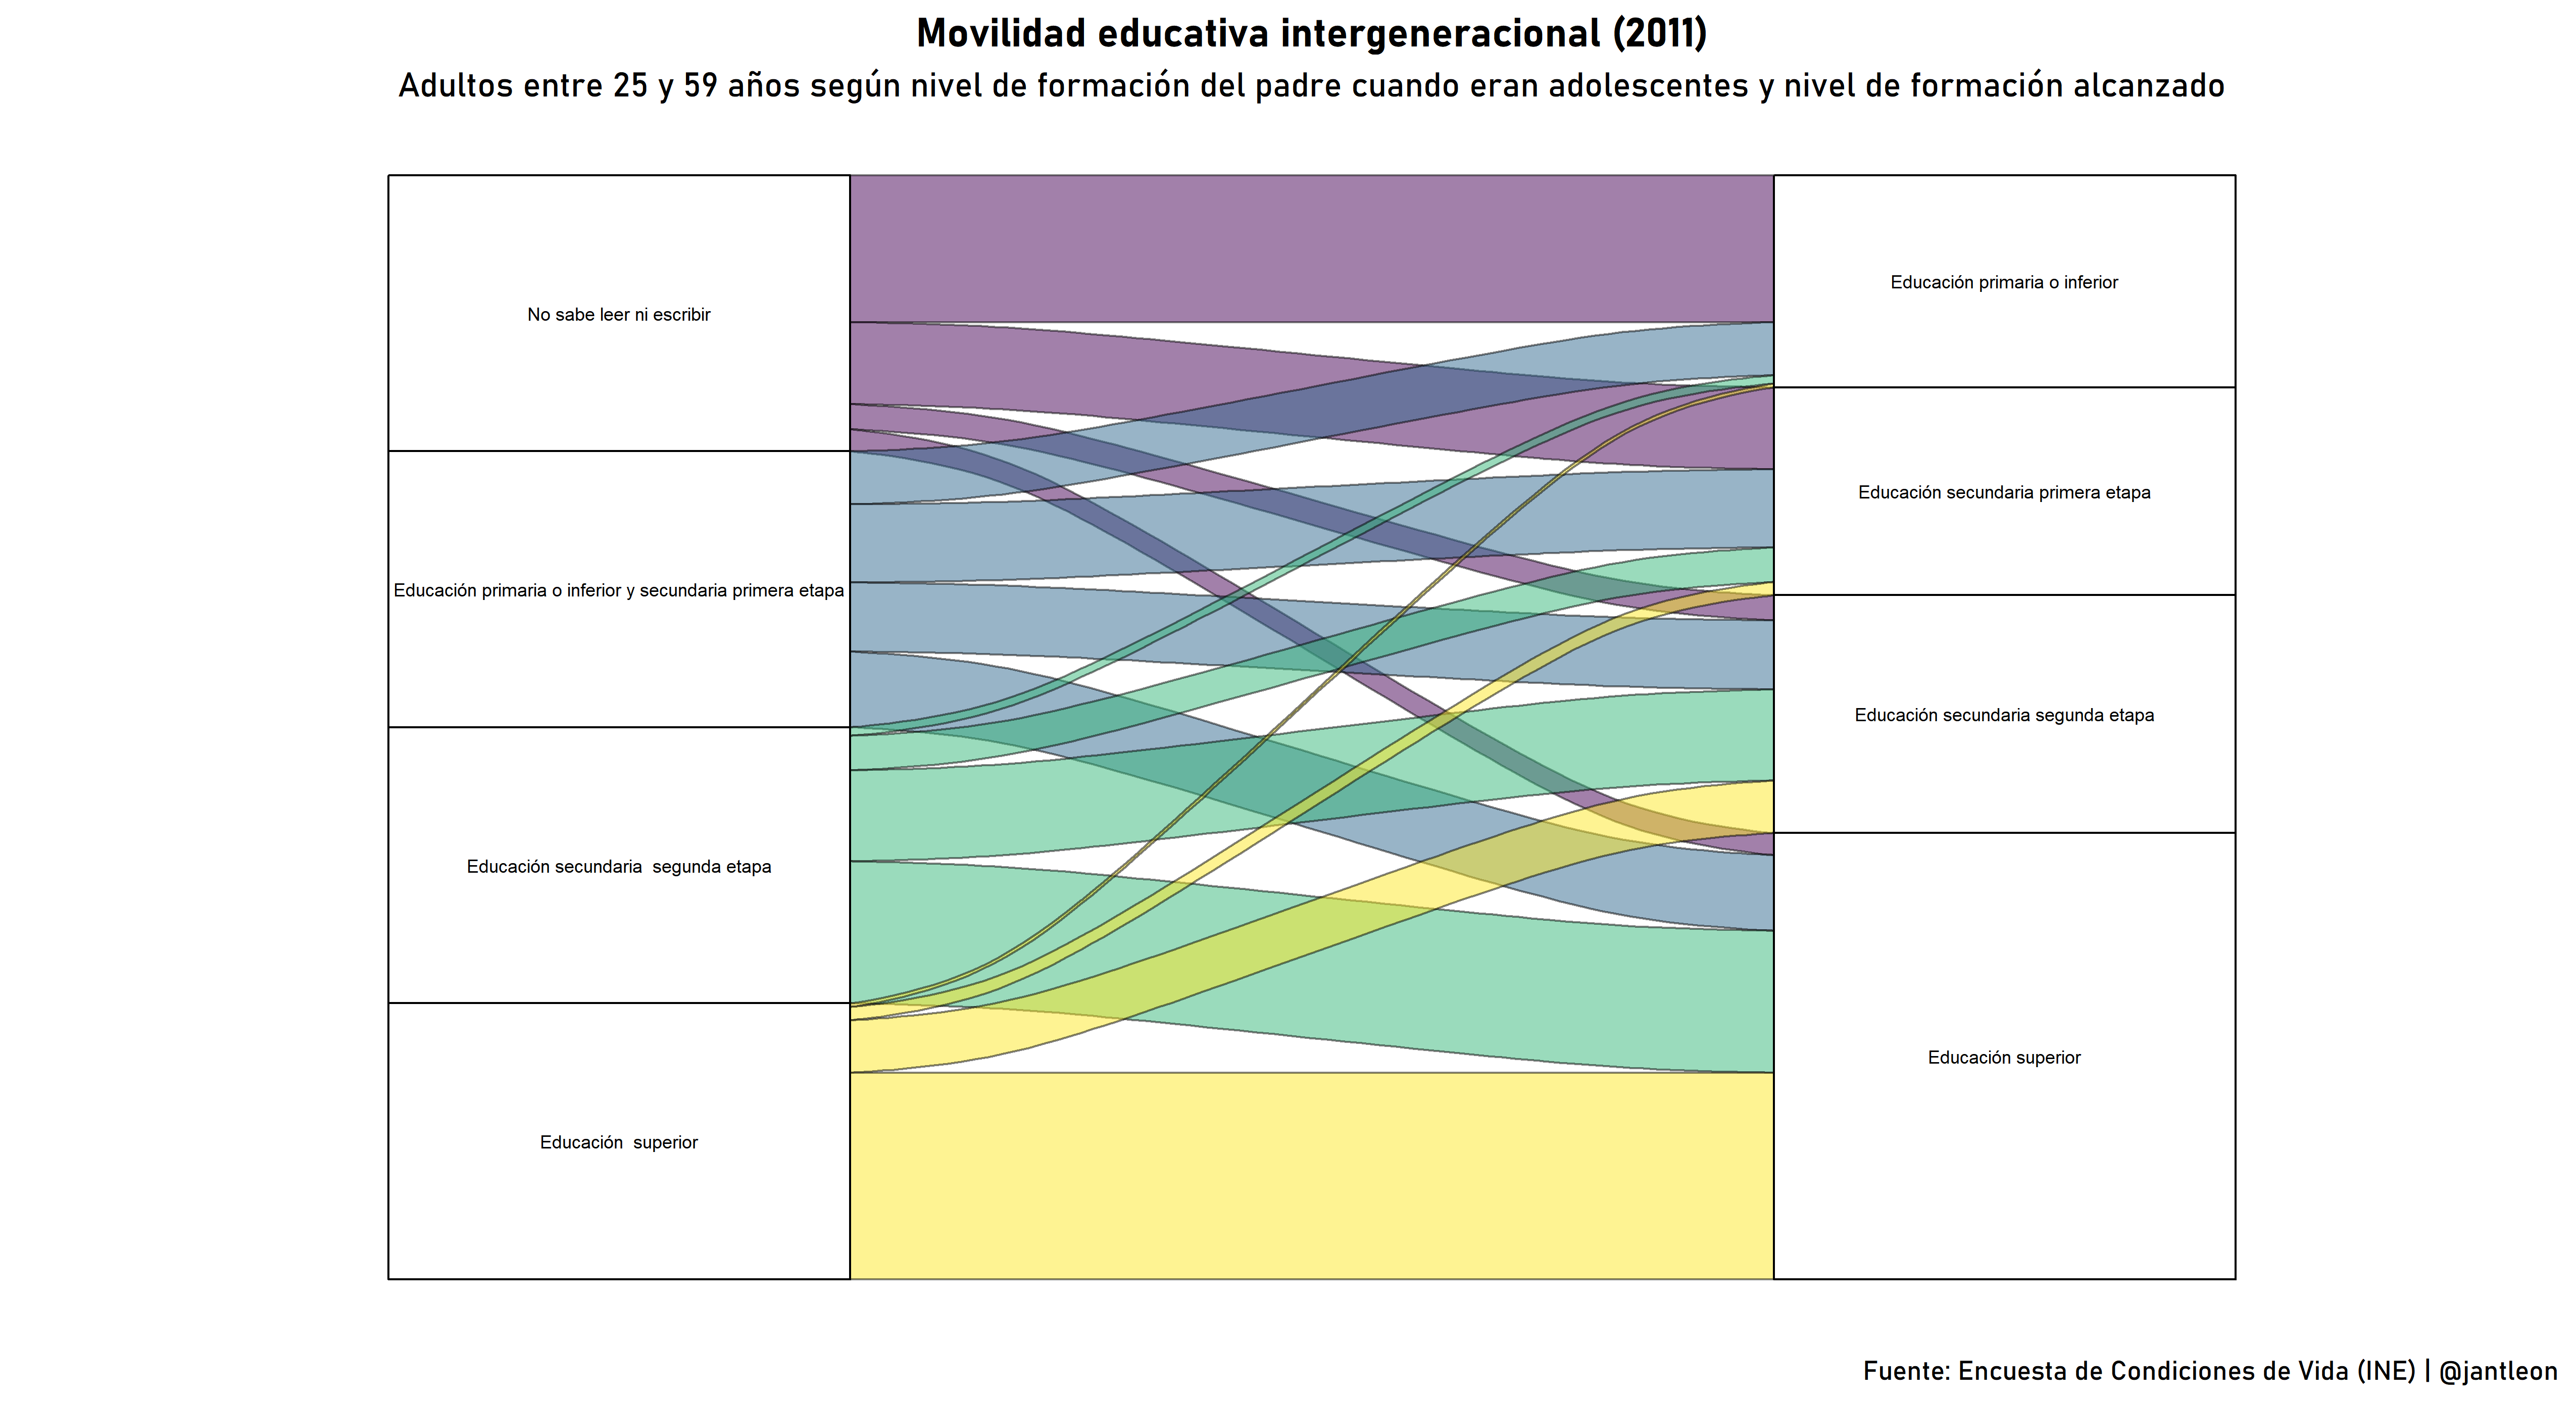 Movilidad educativa intergeneracional (2011)
Adultos entre 25 y 59 años según nivel de formación del padre cuando eran adolescentes y nivel de formación alcanzado
No sabe leer ni escribir
Educación primaria o inferior y secundaria primera etapa
Educación secundaria  segunda etapa
Educación  superior
Educación primaria o inferior
Educación secundaria primera etapa
Educación secundaria segunda etapa
Educación superior
Fuente: Encuesta de Condiciones de Vida (INE) | @jantleon